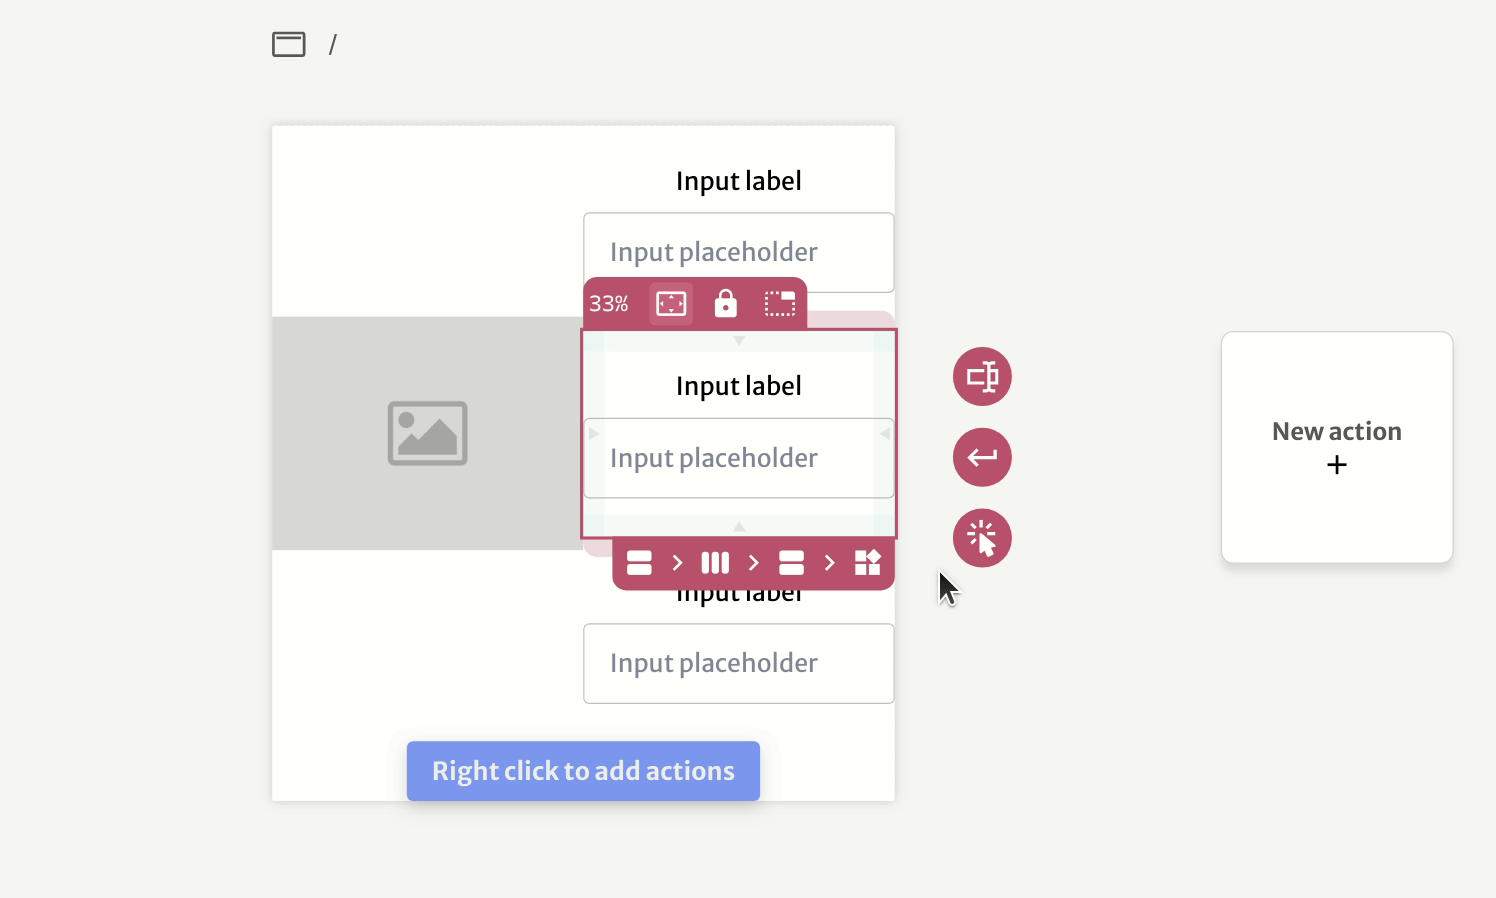 /
Input label
Input placeholder
33%
Input label
Input placeholder
New action
+
Input label
Input placeholder
Right click to add actions